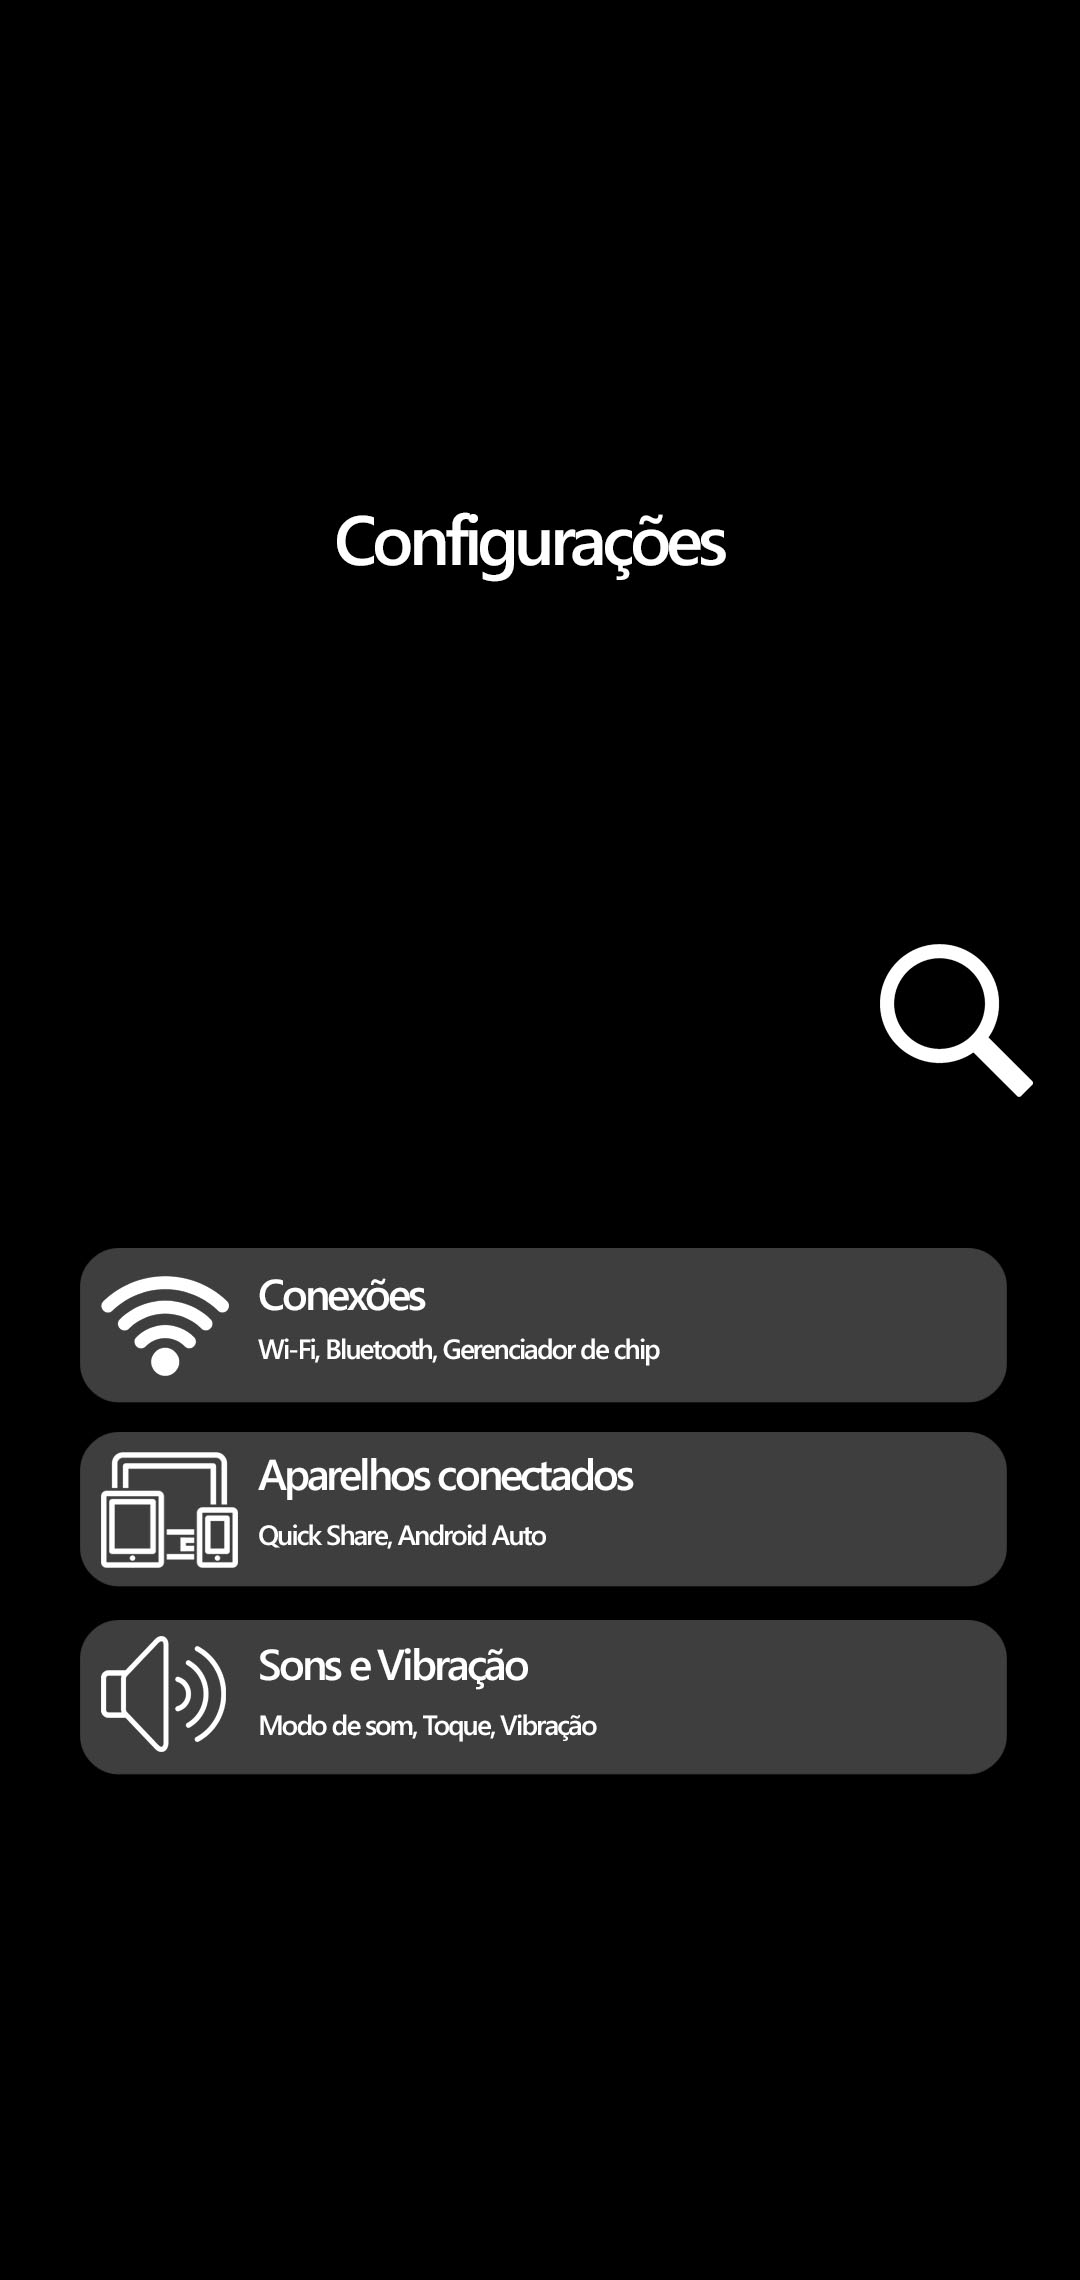 Configurações
Conexões
Wi-Fi, Bluetooth, Gerenciador de chip
Aparelhos conectados
Quick Share, Android Auto
Sons e Vibração
Modo de som, Toque, Vibração